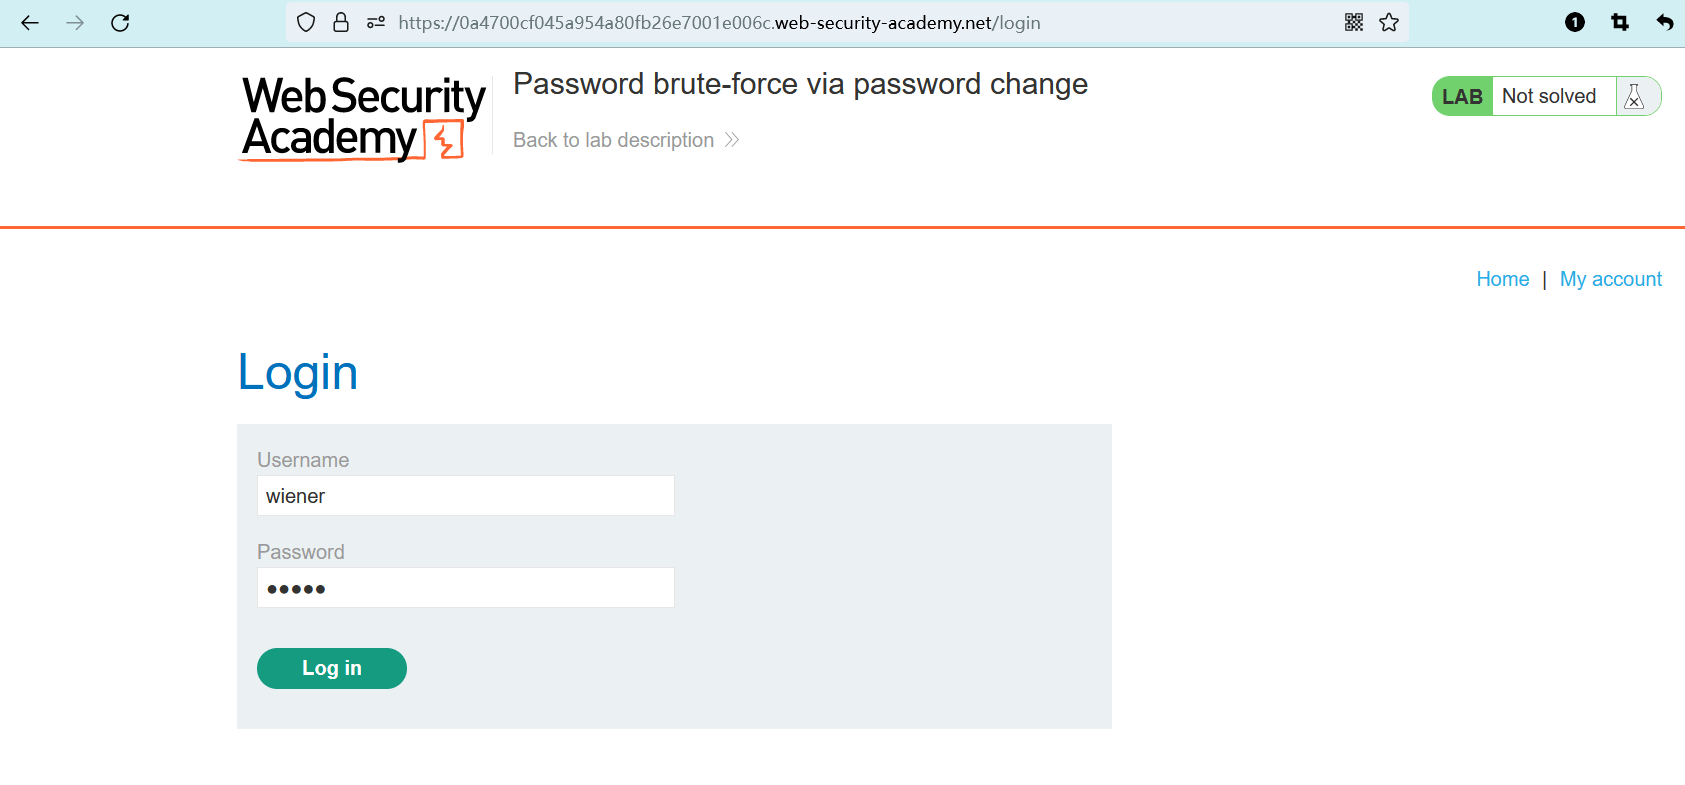 https://0a4700cf045a954a80fb26e7001e006c.web-security-academy.net/login
1
Web Security
Academy
Password brute-force via password change
Back to lab description
LAB Not solved
Home | My account
Login
Username
wiener
Password
●●●●●
Log in